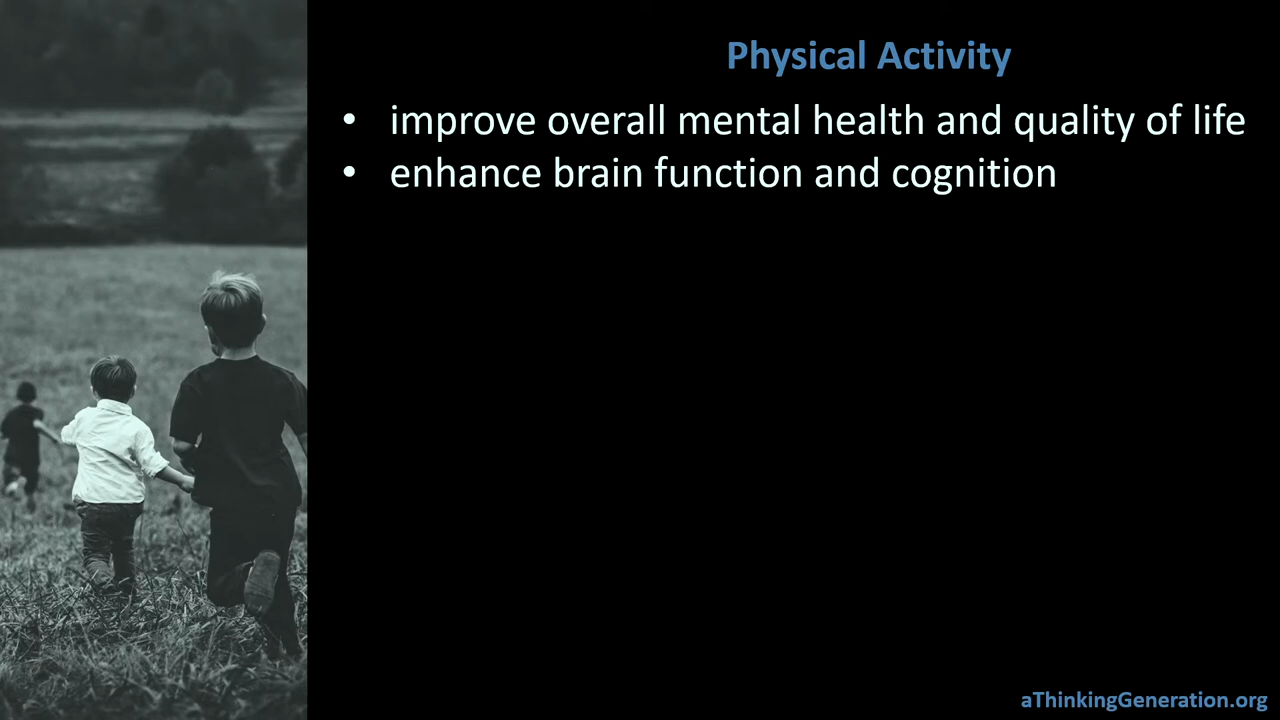 Physical Activity
• improve overall mental health and quality of life
• enhance brain function and cognition
aThinkingGeneration.org